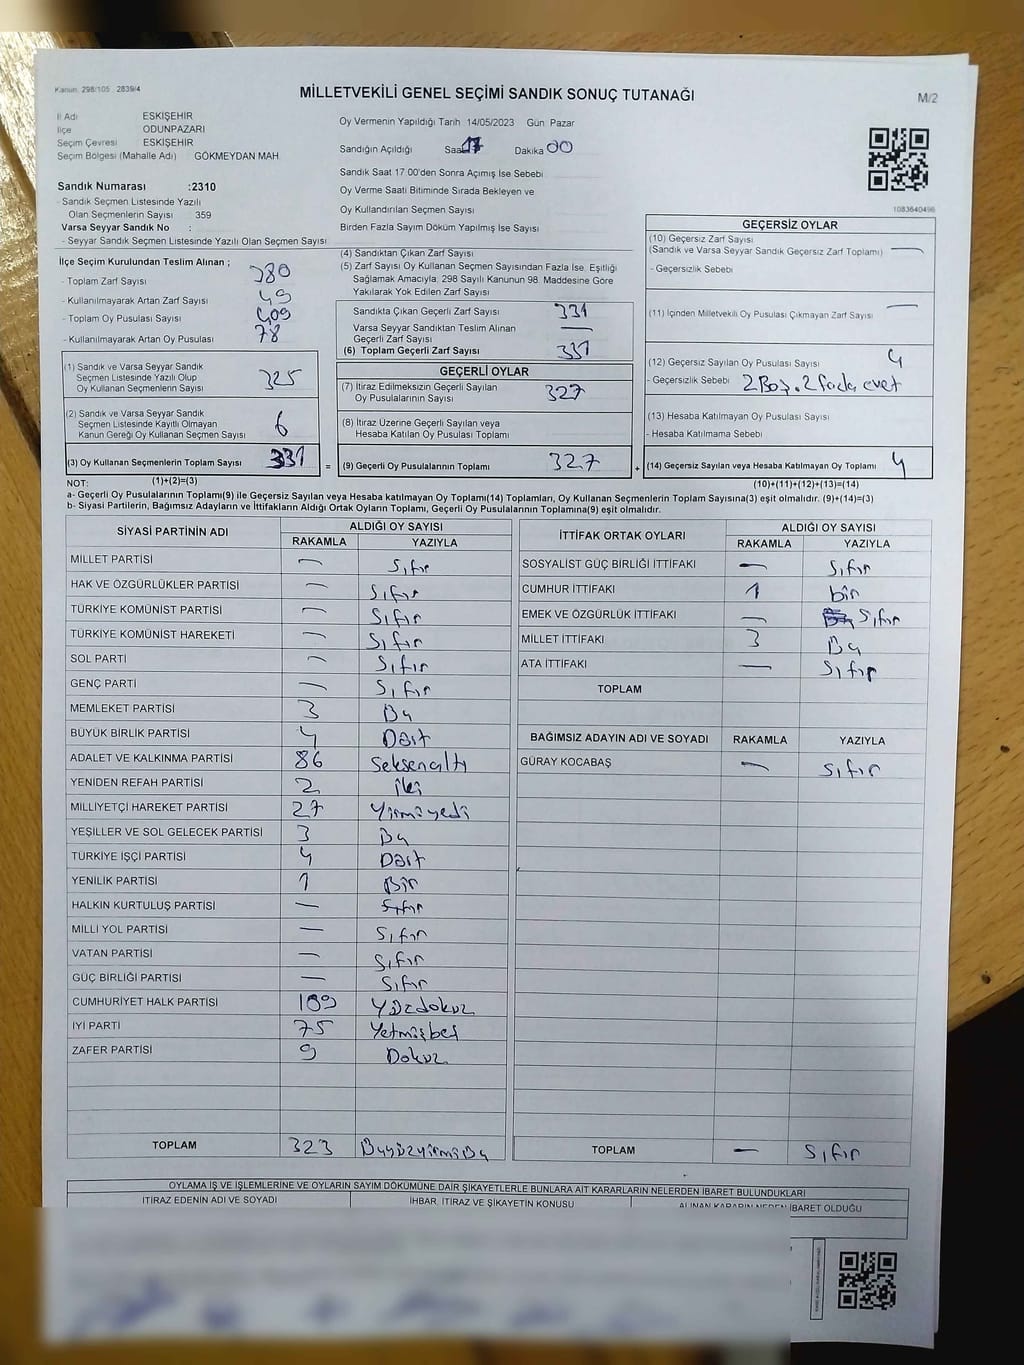 Kanun. 298/105 , 2839/4
MİLLETVEKİLİ GENEL SEÇİMİ SANDIK SONUÇ TUTANAĞI
M/2
İl Adı ESKİŞEHİR
İlçe ODUNPAZARI
Seçim Çevresi ESKİŞEHİR
Seçim Bölgesi (Mahalle Adı) GÖKMEYDAN MAH
Sandık Numarası :2310
- Sandık Seçmen Listesinde Yazılı
Olan Seçmenlerin Sayısı 359
Varsa Seyyar Sandık No :
- Seyyar Sandık Seçmen Listesinde Yazılı Olan Seçmen Sayısı
Oy Vermenin Yapıldığı Tarih 14/05/2023 Gün Pazar
Sandığın Açıldığı Saat 17 Dakika 00
Sandık Saat 17 00'den Sonra Açımış İse Sebebi
Oy Verme Saati Bitiminde Sırada Bekleyen ve
Oy Kullandırılan Seçmen Sayısı
Birden Fazla Sayım Döküm Yapılmış İse Sayısı
1083640496
İlçe Seçim Kurulundan Teslim Alınan ;
- Toplam Zarf Sayısı 380
- Kullanılmayarak Artan Zarf Sayısı 49
- Toplam Oy Pusulası Sayısı 409
- Kullanılmayarak Artan Oy Pusulası 78
(1) Sandık ve Varsa Seyyar Sandık
Seçmen Listesinde Yazılı Olup
Oy Kullanan Seçmenlerin Sayısı 325
(2) Sandık ve Varsa Seyyar Sandık
Seçmen Listesinde Kayıtlı Olmayan
Kanun Gereği Oy Kullanan Seçmen Sayısı 6
(3) Oy Kullanan Seçmenlerin Toplam Sayısı 331
(1)+(2)=(3)
(4) Sandıktan Çıkan Zarf Sayısı
(5) Zarf Sayısı Oy Kullanan Seçmen Sayısından Fazla İse, Eşitliği
Sağlamak Amacıyla, 298 Sayılı Kanunun 98. Maddesine Göre
Yakılarak Yok Edilen Zarf Sayısı
Sandıkta Çıkan Geçerli Zarf Sayısı 331
Varsa Seyyar Sandıktan Teslim Alınan
Geçerli Zarf Sayısı —
(6) Toplam Geçerli Zarf Sayısı 331
GEÇERLİ OYLAR
(7) İtiraz Edilmeksizin Geçerli Sayılan
Oy Pusulalarının Sayısı 327
(8) İtiraz Üzerine Geçerli Sayılan veya
Hesaba Katılan Oy Pusulası Toplamı
= (9) Geçerli Oy Pusulalarının Toplamı 327
GEÇERSİZ OYLAR
(10) Geçersiz Zarf Sayısı
(Sandık ve Varsa Seyyar Sandık Geçersiz Zarf Toplamı) —
- Geçersizlik Sebebi
(11) İçinden Milletvekili Oy Pusulası Çıkmayan Zarf Sayısı —
(12) Geçersiz Sayılan Oy Pusulası Sayısı 4
- Geçersizlik Sebebi 2 Boş, 2 fazla evet
(13) Hesaba Katılmayan Oy Pusulası Sayısı
- Hesaba Katılmama Sebebi
+ (14) Geçersiz Sayılan veya Hesaba Katılmayan Oy Toplamı 4
(10)+(11)+(12)+(13)=(14)
NOT:
a- Geçerli Oy Pusulalarının Toplamı(9) ile Geçersiz Sayılan veya Hesaba katılmayan Oy Toplamı(14) Toplamları, Oy Kullanan Seçmenlerin Toplam Sayısına(3) eşit olmalıdır. (9)+(14)=(3)
b- Siyasi Partilerin, Bağımsız Adayların ve İttifakların Aldığı Ortak Oyların Toplamı, Geçerli Oy Pusulalarının Toplamına(9) eşit olmalıdır.
SİYASİ PARTİNİN ADI ALDIĞI OY SAYISI
RAKAMLA YAZIYLA
MİLLET PARTİSİ — Sıfır
HAK VE ÖZGÜRLÜKLER PARTİSİ — Sıfır
TÜRKİYE KOMÜNİST PARTİSİ — Sıfır
TÜRKİYE KOMÜNİST HAREKETİ — Sıfır
SOL PARTİ — Sıfır
GENÇ PARTİ — Sıfır
MEMLEKET PARTİSİ 3 Üç
BÜYÜK BİRLİK PARTİSİ 4 Dört
ADALET VE KALKINMA PARTİSİ 86 Seksenaltı
YENİDEN REFAH PARTİSİ 2 iki
MİLLİYETÇİ HAREKET PARTİSİ 27 Yirmiyedi
YEŞİLLER VE SOL GELECEK PARTİSİ 3 Üç
TÜRKİYE İŞÇİ PARTİSİ 4 Dört
YENİLİK PARTİSİ 1 Bir
HALKIN KURTULUŞ PARTİSİ — Sıfır
MİLLİ YOL PARTİSİ — Sıfır
VATAN PARTİSİ — Sıfır
GÜÇ BİRLİĞİ PARTİSİ — Sıfır
CUMHURİYET HALK PARTİSİ 109 Yüzdokuz
İYİ PARTİ 75 Yetmişbeş
ZAFER PARTİSİ 9 Dokuz
TOPLAM 323 Üçyüzyirmiüç
İTTİFAK ORTAK OYLARI ALDIĞI OY SAYISI
RAKAMLA YAZIYLA
SOSYALİST GÜÇ BİRLİĞİ İTTİFAKI — Sıfır
CUMHUR İTTİFAKI 1 bir
EMEK VE ÖZGÜRLÜK İTTİFAKI — Sıfır
MİLLET İTTİFAKI 3 Üç
ATA İTTİFAKI — Sıfır
TOPLAM
BAĞIMSIZ ADAYIN ADI VE SOYADI RAKAMLA YAZIYLA
GÜRAY KOCABAŞ — Sıfır
TOPLAM — Sıfır
OYLAMA İŞ VE İŞLEMLERİNE VE OYLARIN SAYIM DÖKÜMÜNE DAİR ŞİKAYETLERLE BUNLARA AİT KARARLARIN NELERDEN İBARET BULUNDUKLARI
İTİRAZ EDENİN ADI VE SOYADI İHBAR, İTİRAZ VE ŞİKAYETİN KONUSU ALINAN KARARIN NEDEN İBARET OLDUĞU